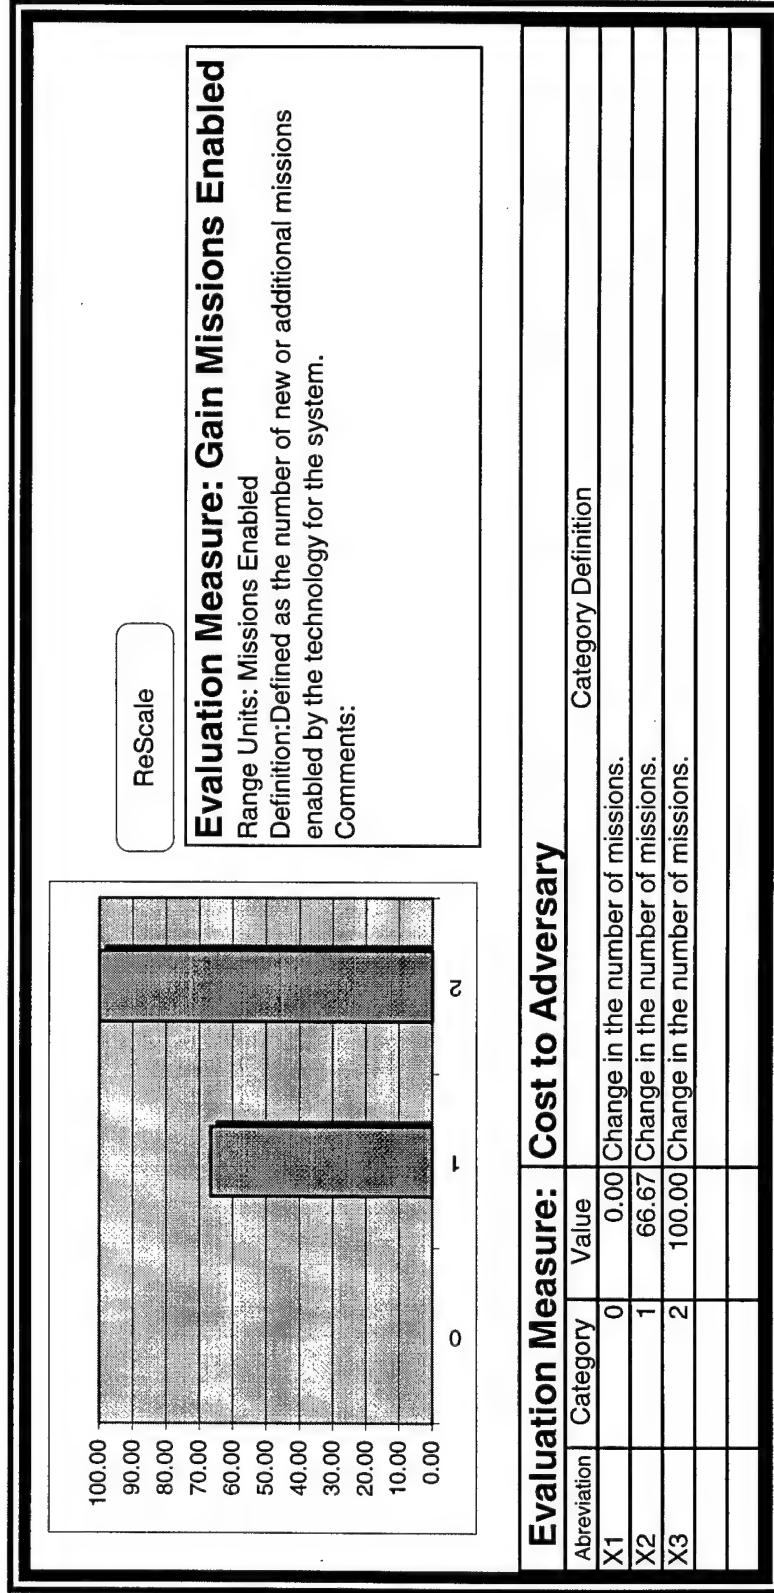 100.00
90.00
80.00
70.00
60.00
50.00
40.00
30.00
20.00
10.00
0.00
0 1 2
ReScale
Evaluation Measure: Gain Missions Enabled
Range Units: Missions Enabled
Definition:Defined as the number of new or additional missions
enabled by the technology for the system.
Comments:
Evaluation Measure: Cost to Adversary
Abreviation Category Value Category Definition
X1 0 0.00 Change in the number of missions.
X2 1 66.67 Change in the number of missions.
X3 2 100.00 Change in the number of missions.